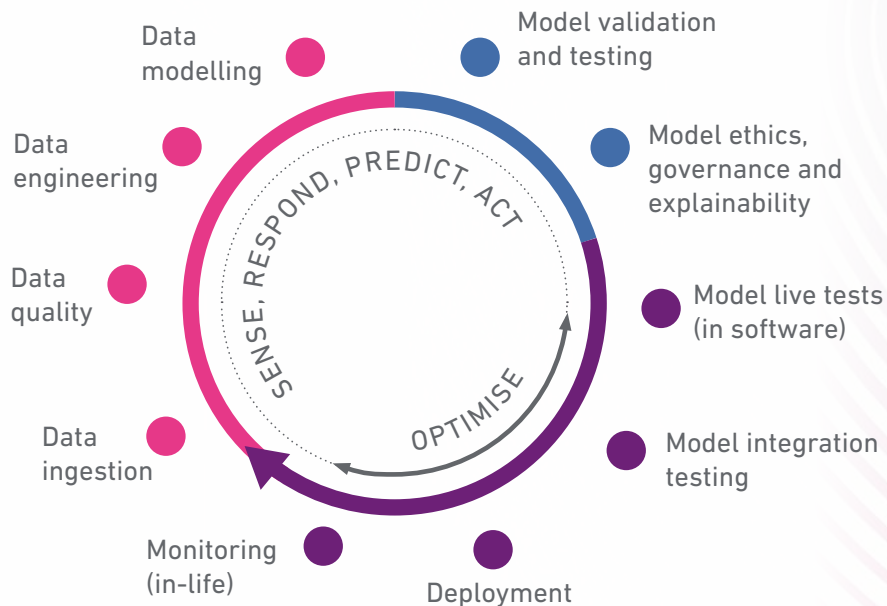 Data
modelling
Model validation
and testing
Data
engineering
Model ethics,
governance and
explainability
SENSE, RESPOND, PREDICT, ACT
Data
quality
Model live tests
(in software)
OPTIMISE
Data
ingestion
Model integration
testing
Monitoring
(in-life)
Deployment